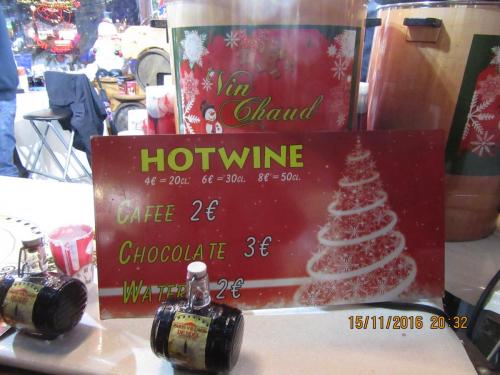 Vin
Chaud
HOTWINE
4€ = 20CL. 6€ = 30CL. 8€ = 50CL.
CAFEE 2€
CHOCOLATE 3€
WATER 2€
15/11/2016 20:32